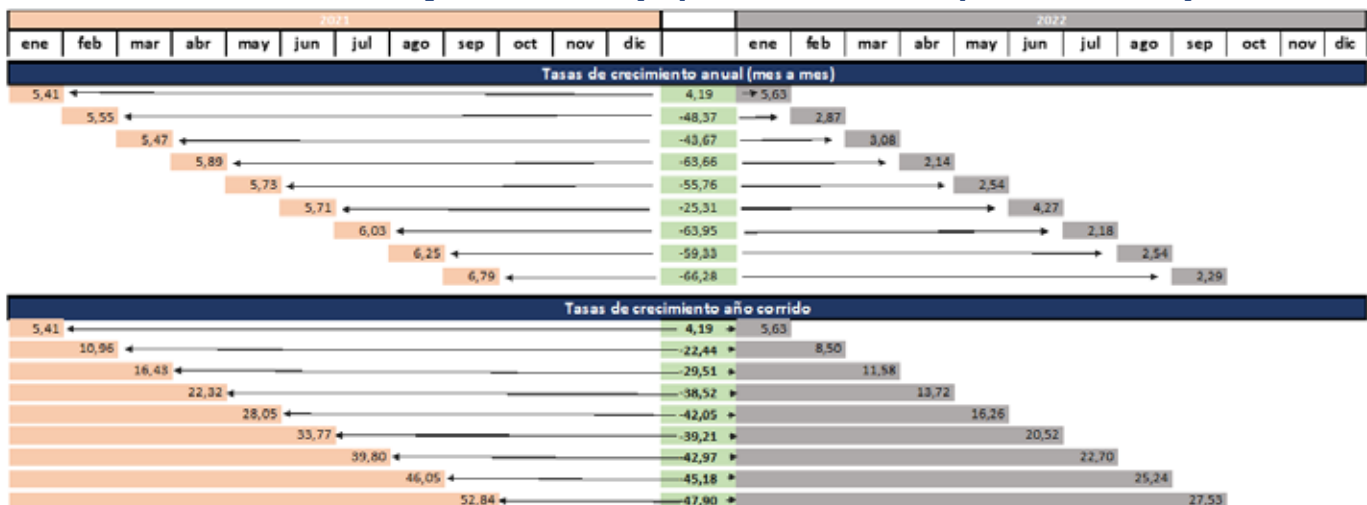 2021 2022
ene feb mar abr may jun jul ago sep oct nov dic ene feb mar abr may jun jul ago sep oct nov dic
Tasas de crecimiento anual (mes a mes)
5,41 4,19 5,63
5,55 -48,37 2,87
5,47 -43,67 3,08
5,89 -63,66 2,14
5,73 -55,76 2,54
5,71 -25,31 4,27
6,03 -63,95 2,18
6,25 -59,33 2,54
6,79 -66,28 2,29
Tasas de crecimiento año corrido
5,41 4,19 5,63
10,96 -22,44 8,50
16,43 -29,51 11,58
22,32 -38,52 13,72
28,05 -42,05 16,26
33,77 -39,21 20,52
39,80 -42,97 22,70
46,05 -45,18 25,24
52,84 -47,90 27,53